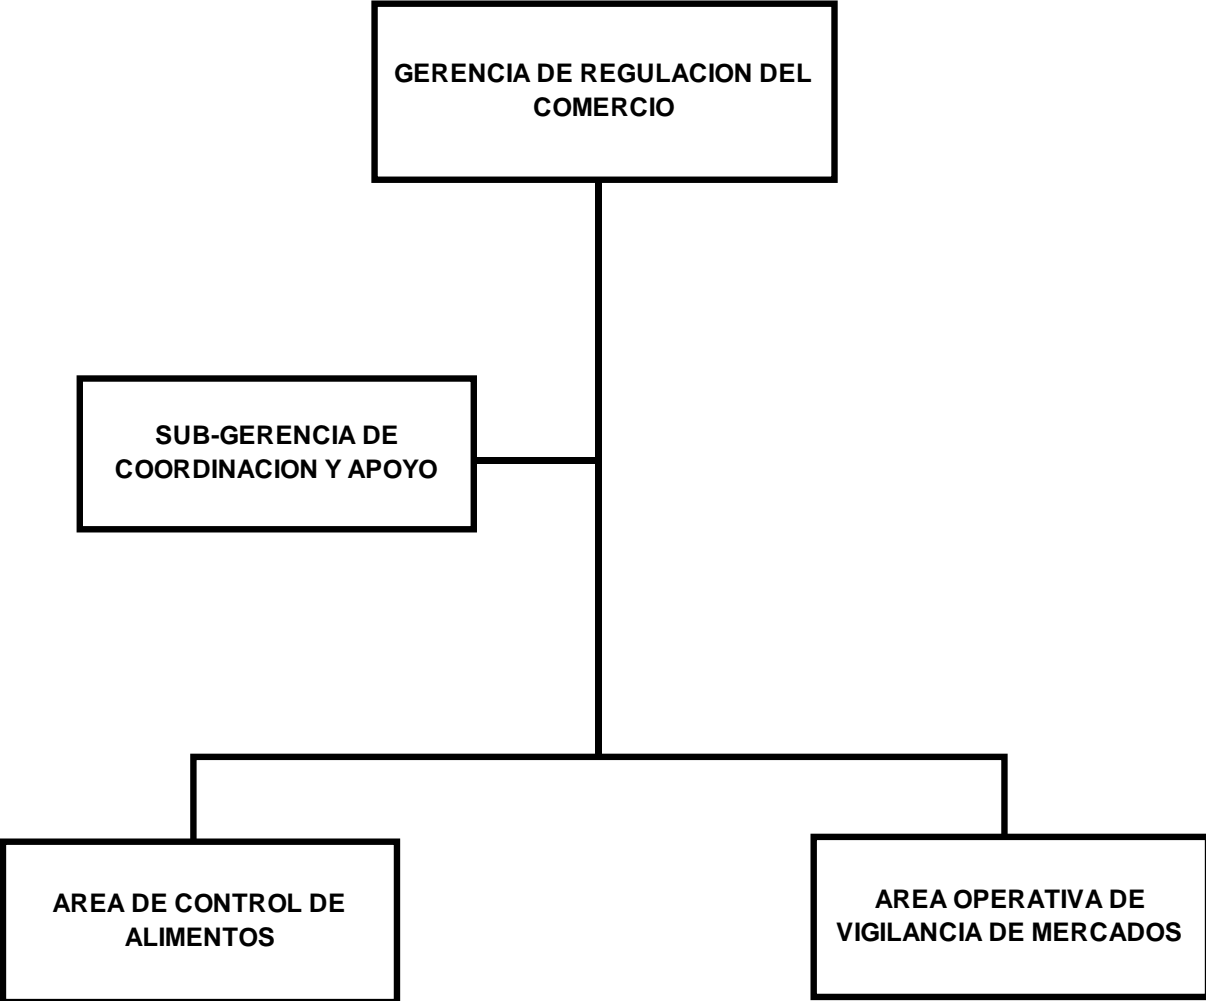 GERENCIA DE REGULACION DEL
COMERCIO
SUB-GERENCIA DE
COORDINACION Y APOYO
AREA DE CONTROL DE
ALIMENTOS
AREA OPERATIVA DE
VIGILANCIA DE MERCADOS